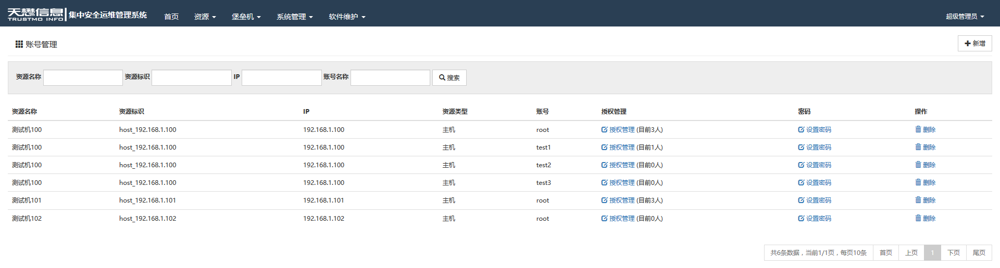 天懋信息 集中安全运维管理系统 首页 资源 堡垒机 系统管理 软件维护 超级管理员
TRUSTMO INFO
账号管理 新增
资源名称 资源标识 IP 账号名称 搜索
资源名称 资源标识 IP 资源类型 账号 授权管理 密码 操作
测试机100 host_192.168.1.100 192.168.1.100 主机 root 授权管理 (目前3人) 设置密码 删除
测试机100 host_192.168.1.100 192.168.1.100 主机 test1 授权管理 (目前1人) 设置密码 删除
测试机100 host_192.168.1.100 192.168.1.100 主机 test2 授权管理 (目前0人) 设置密码 删除
测试机100 host_192.168.1.100 192.168.1.100 主机 test3 授权管理 (目前0人) 设置密码 删除
测试机101 host_192.168.1.101 192.168.1.101 主机 root 授权管理 (目前3人) 设置密码 删除
测试机102 host_192.168.1.102 192.168.1.102 主机 root 授权管理 (目前0人) 设置密码 删除
共6条数据，当前1/1页，每页10条 首页 上页 1 下页 尾页